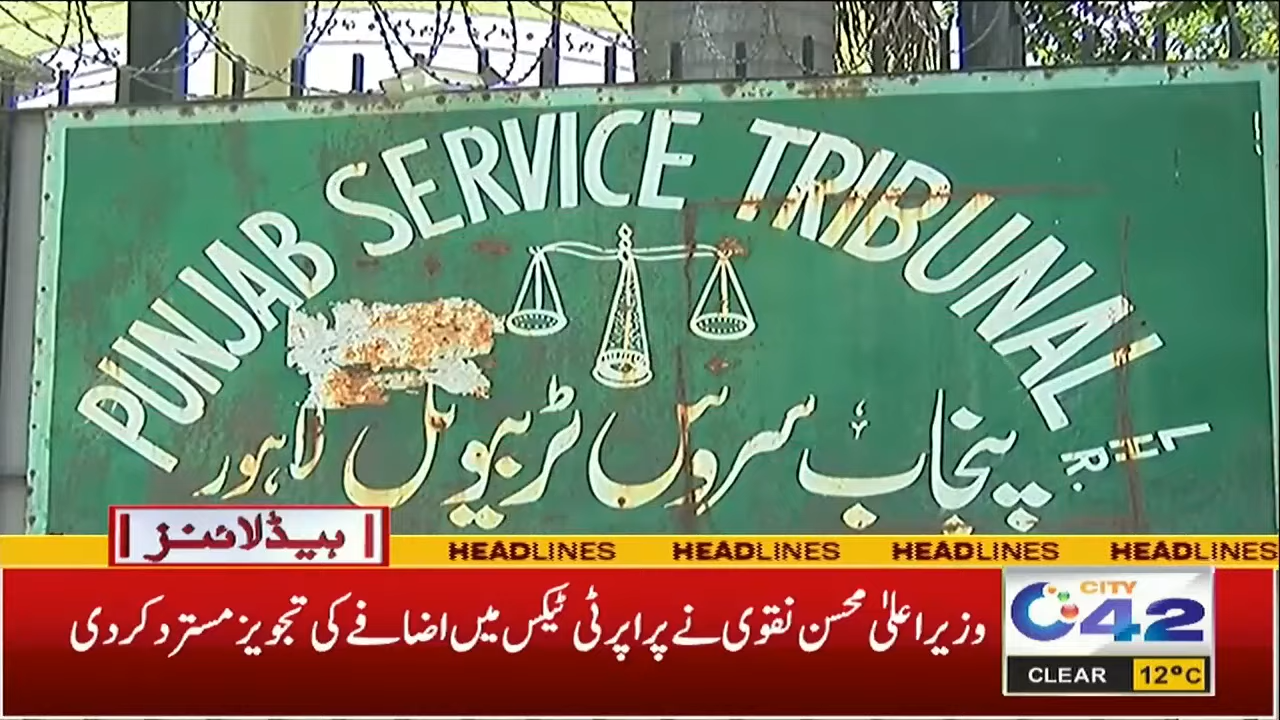 PUNJAB SERVICE TRIBUNAL LHR.
پنجاب سروس ٹربیونل لاہور
ہیڈلائنز
HEADLINES HEADLINES HEADLINES HEADLINES
وزیراعلیٰ محسن نقوی نے پراپرٹی ٹیکس میں اضافے کی تجویز مسترد کر دی
CITY
42
CLEAR 12°C